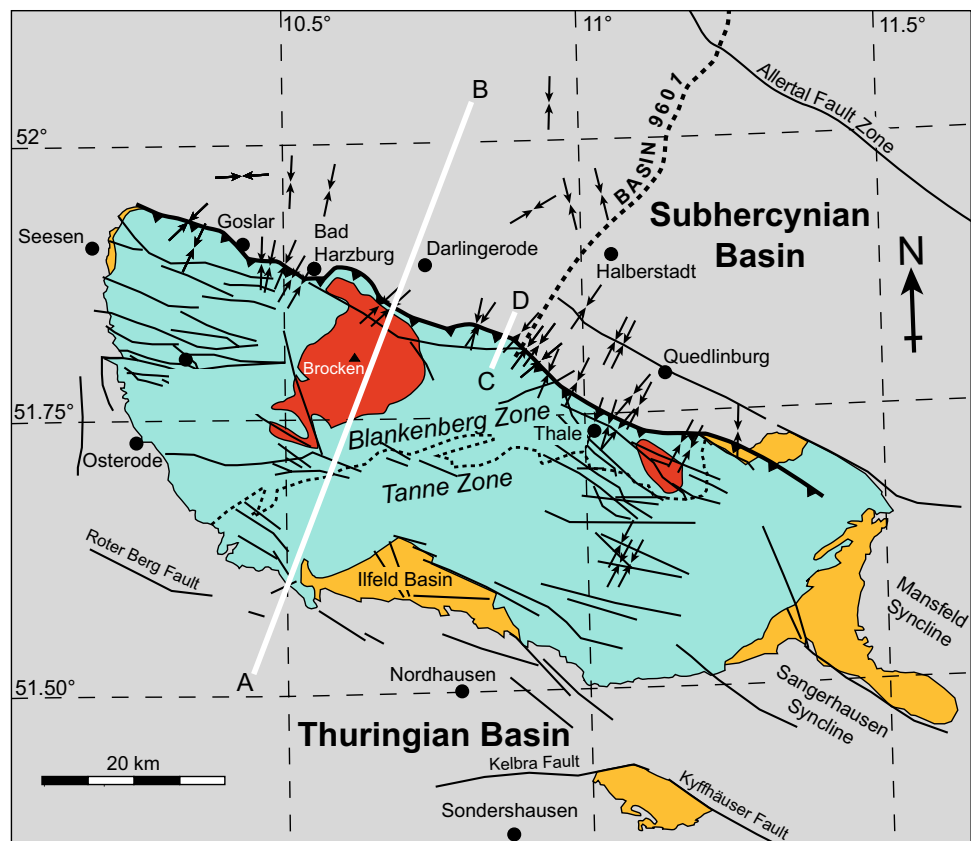 10.5°
11°
11.5°
B
Allertal Fault Zone
52°
BASIN 9601
Subhercynian
Basin
Goslar
Seesen
Bad
Harzburg
Darlingerode
Halberstadt
N
D
C
Quedlinburg
Brocken
51.75°
Blankenberg Zone
Thale
Osterode
Tanne Zone
Roter Berg Fault
Ilfeld Basin
Mansfeld
Syncline
A
Nordhausen
51.50°
Sangerhausen
Syncline
Thuringian Basin
20 km
Kelbra Fault
Kyffhäuser Fault
Sondershausen